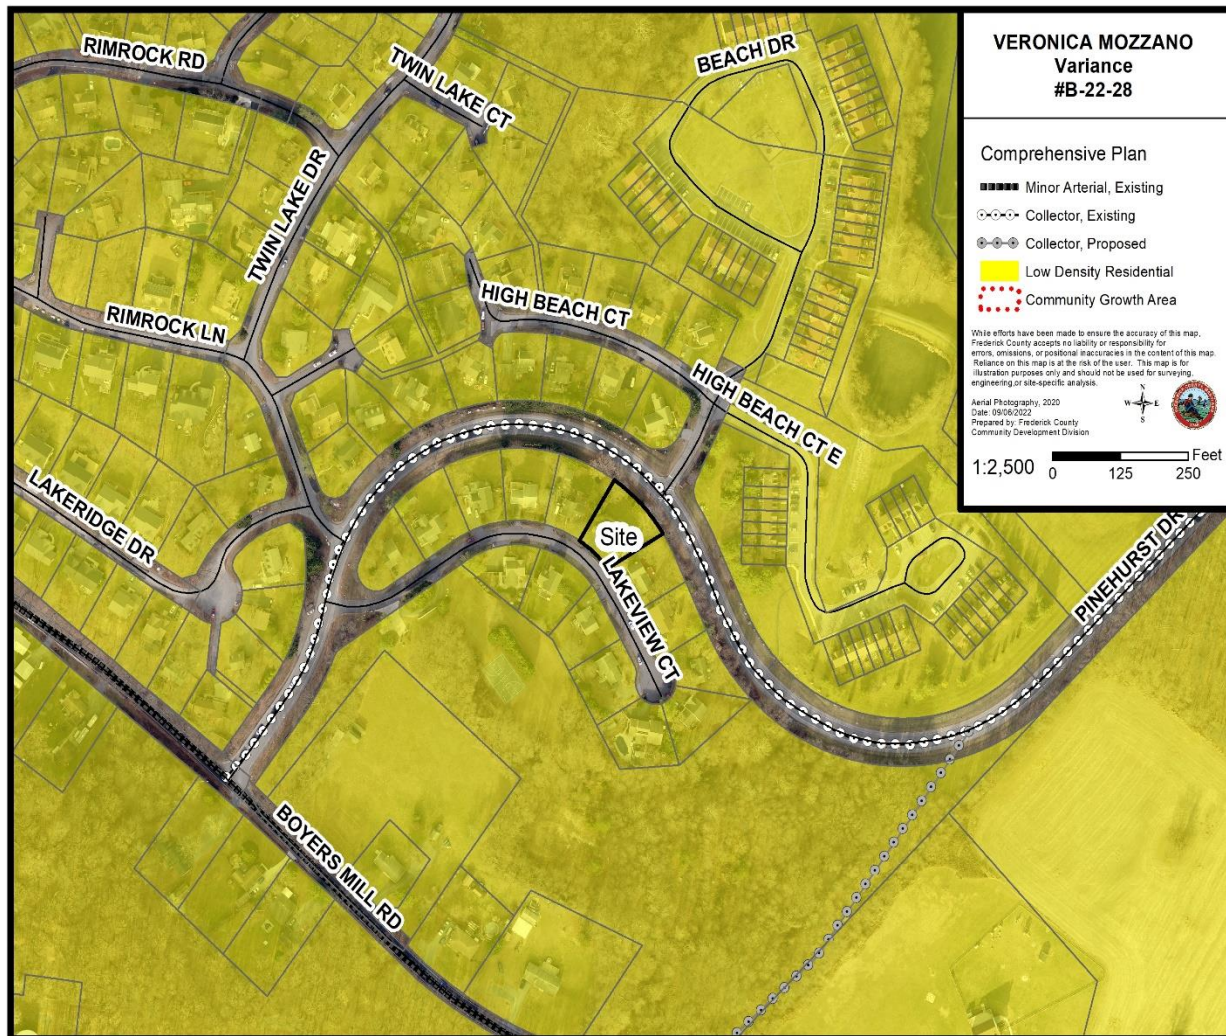 VERONICA MOZZANO
Variance
#B-22-28
Comprehensive Plan
Minor Arterial, Existing
Collector, Existing
Collector, Proposed
Low Density Residential
Community Growth Area
While efforts have been made to ensure the accuracy of this map,
Frederick County accepts no liability or responsibility for
errors, omissions, or positional inaccuracies in the content of this map.
Reliance on this map is at the risk of the user. This map is for
illustration purposes only and should not be used for surveying,
engineering, or site-specific analysis.
Aerial Photography, 2020
Date: 09/06/2022
Prepared by: Frederick County
Community Development Division
N
W E
S
1:2,500
Feet
0 125 250
RIMROCK RD
TWIN LAKE CT
BEACH DR
TWIN LAKE DR
HIGH BEACH CT
RIMROCK LN
HIGH BEACH CT E
LAKERIDGE DR
Site
LAKEVIEW CT
PINEHURST DR
BOYERS MILL RD